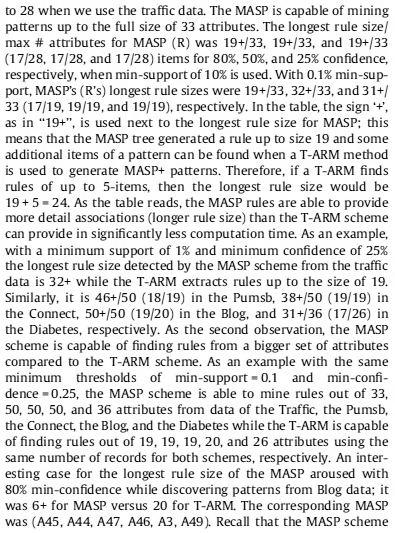 to 28 when we use the traffic data. The MASP is capable of mining
patterns up to the full size of 33 attributes. The longest rule size/
max # attributes for MASP (R) was 19+/33, 19+/33, and 19+/33
(17/28, 17/28, and 17/28) items for 80%, 50%, and 25% confidence,
respectively, when min-support of 10% is used. With 0.1% min-sup-
port, MASP's (R's) longest rule sizes were 19+/33, 32+/33, and 31+/
33 (17/19, 19/19, and 19/19), respectively. In the table, the sign '+',
as in "19+", is used next to the longest rule size for MASP; this
means that the MASP tree generated a rule up to size 19 and some
additional items of a pattern can be found when a T-ARM method
is used to generate MASP+ patterns. Therefore, if a T-ARM finds
rules of up to 5-items, then the longest rule size would be
19 + 5 = 24. As the table reads, the MASP rules are able to provide
more detail associations (longer rule size) than the T-ARM scheme
can provide in significantly less computation time. As an example,
with a minimum support of 1% and minimum confidence of 25%
the longest rule size detected by the MASP scheme from the traffic
data is 32+ while the T-ARM extracts rules up to the size of 19.
Similarly, it is 46+/50 (18/19) in the Pumsb, 38+/50 (19/19) in
the Connect, 50+/50 (19/20) in the Blog, and 31+/36 (17/26) in
the Diabetes, respectively. As the second observation, the MASP
scheme is capable of finding rules from a bigger set of attributes
compared to the T-ARM scheme. As an example with the same
minimum thresholds of min-support = 0.1 and min-confi-
dence = 0.25, the MASP scheme is able to mine rules out of 33,
50, 50, 50, and 36 attributes from data of the Traffic, the Pumsb,
the Connect, the Blog, and the Diabetes while the T-ARM is capable
of finding rules out of 19, 19, 19, 20, and 26 attributes using the
same number of records for both schemes, respectively. An inter-
esting case for the longest rule size of the MASP aroused with
80% min-confidence while discovering patterns from Blog data; it
was 6+ for MASP versus 20 for T-ARM. The corresponding MASP
was (A45, A44, A47, A46, A3, A49). Recall that the MASP scheme